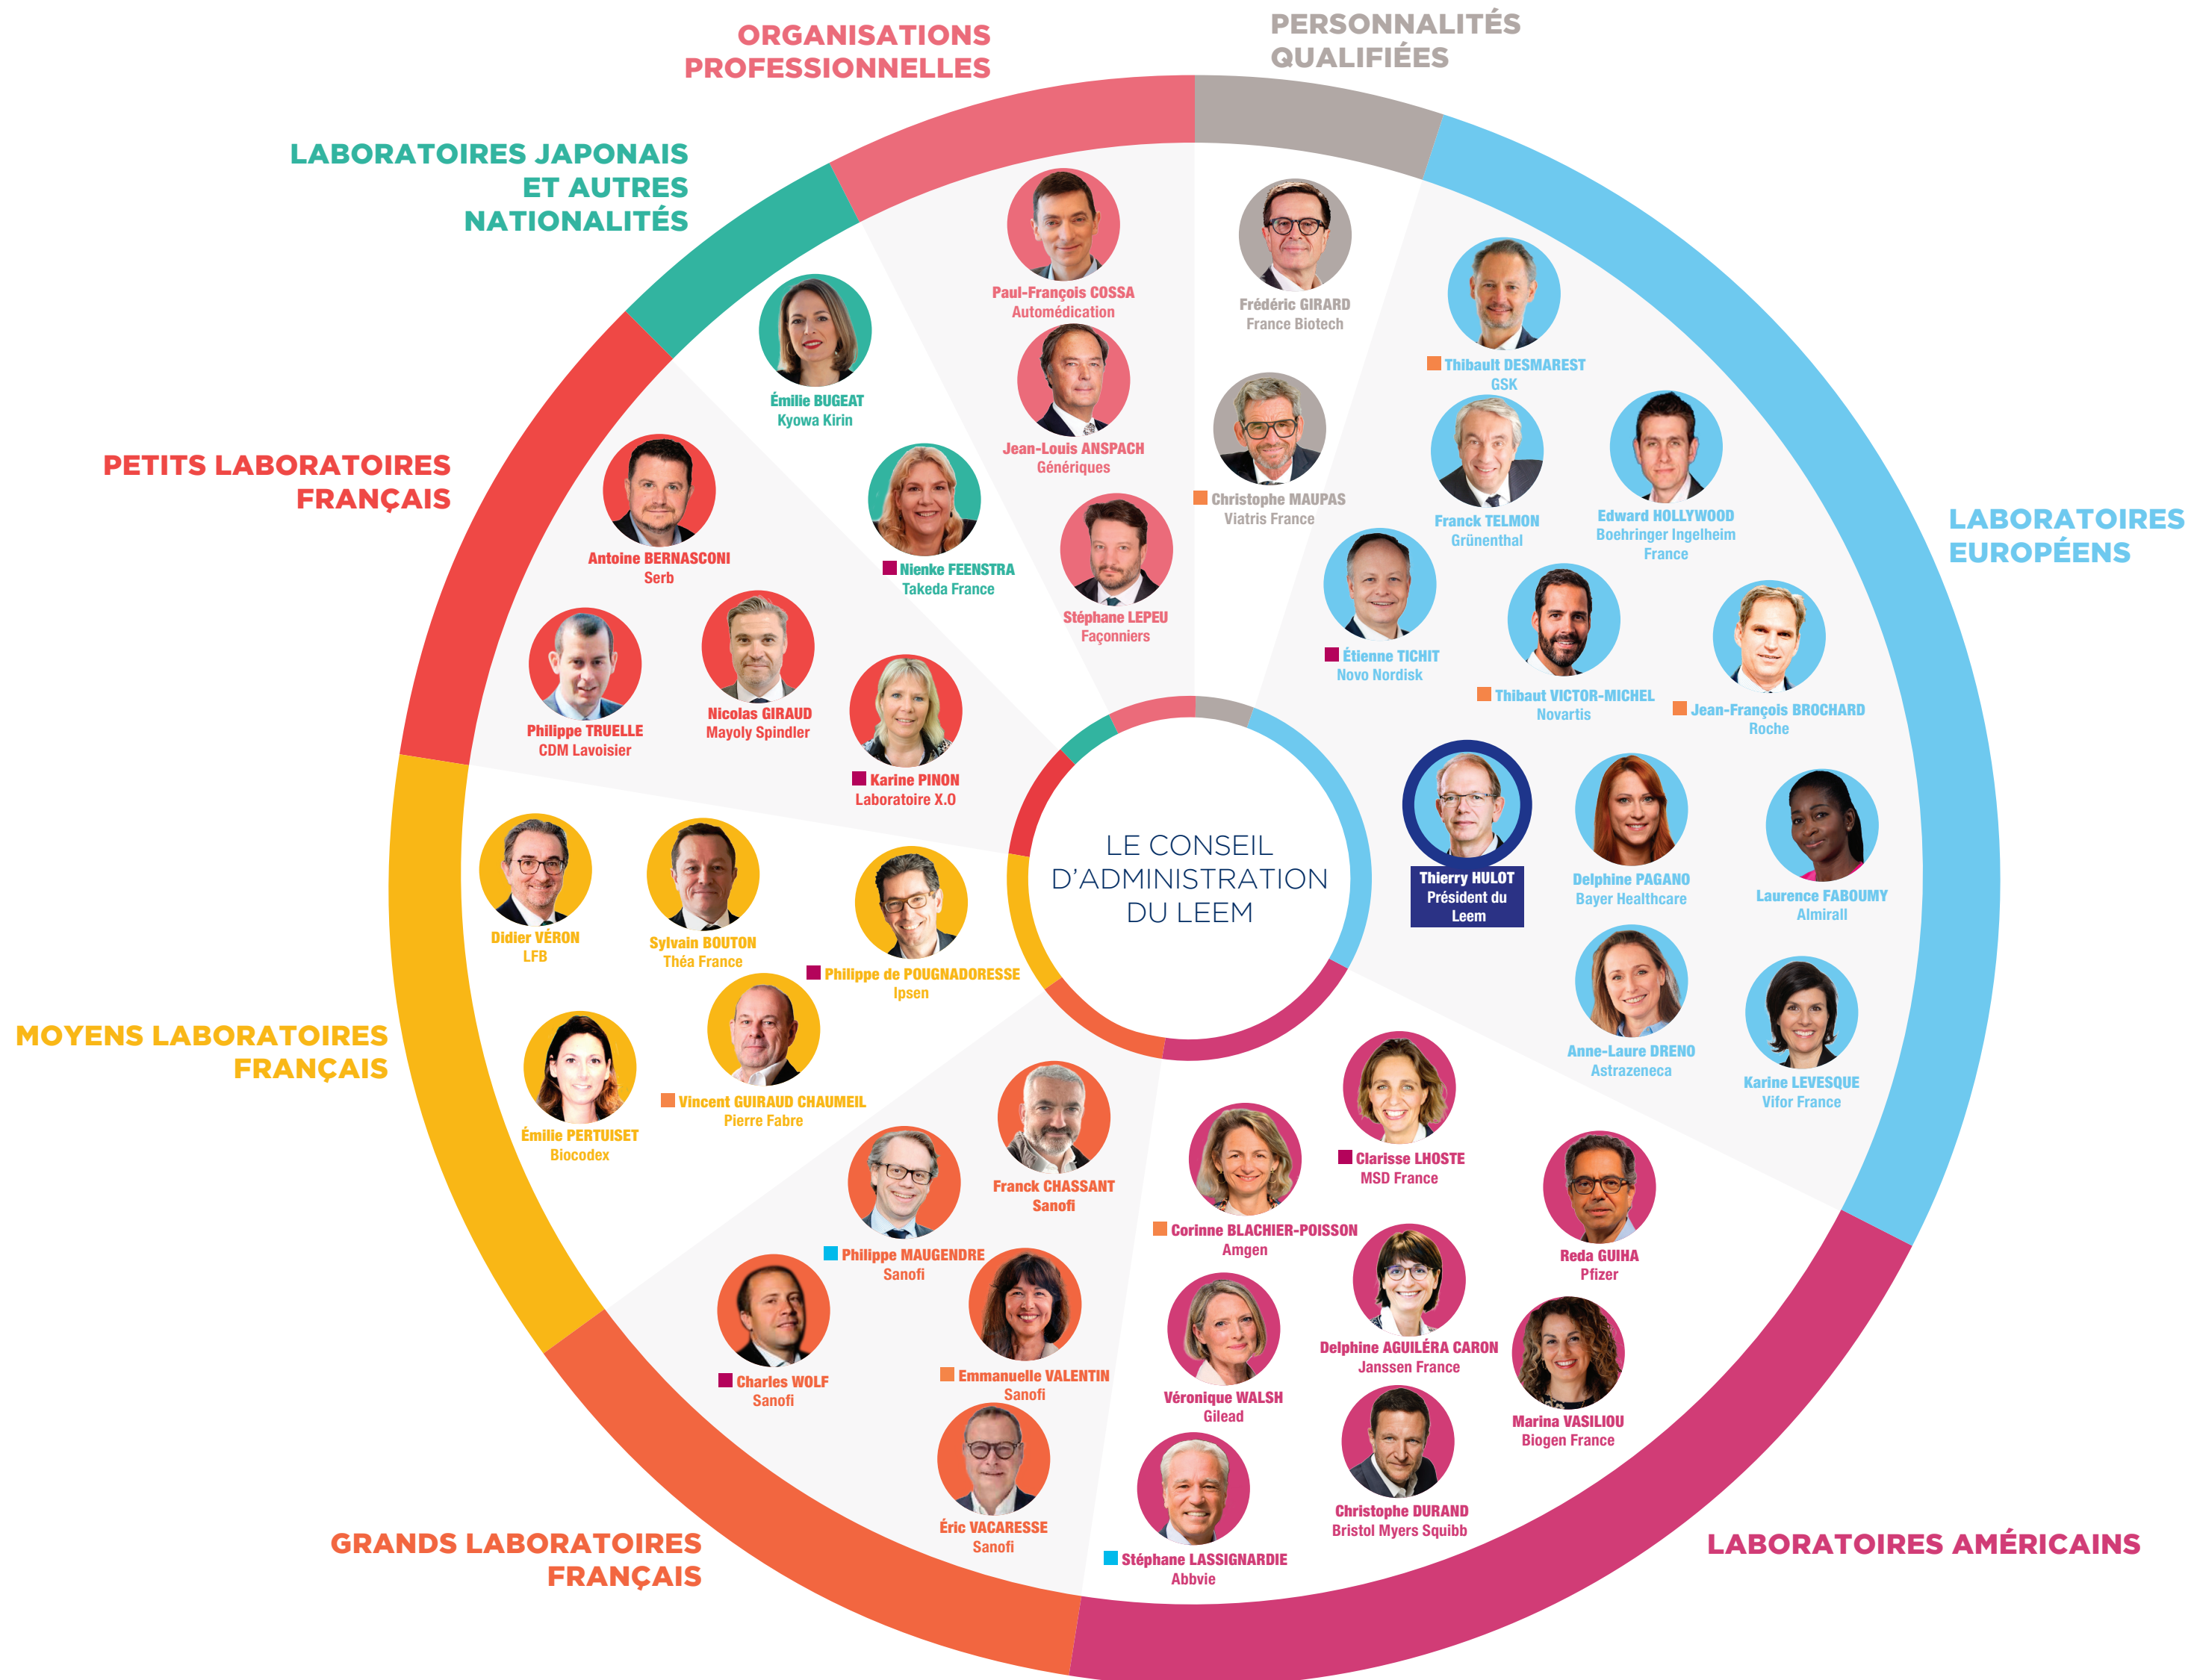 ORGANISATIONS
PROFESSIONNELLES
PERSONNALITÉS
QUALIFIÉES
LABORATOIRES JAPONAIS
ET AUTRES
NATIONALITÉS
PETITS LABORATOIRES
FRANÇAIS
LABORATOIRES
EUROPÉENS
MOYENS LABORATOIRES
FRANÇAIS
GRANDS LABORATOIRES
FRANÇAIS
LABORATOIRES AMÉRICAINS
LE CONSEIL
D'ADMINISTRATION
DU LEEM
Paul-François COSSA
Automédication
Jean-Louis ANSPACH
Génériques
Stéphane LEPEU
Façonniers
Frédéric GIRARD
France Biotech
Christophe MAUPAS
Viatris France
Thibault DESMAREST
GSK
Franck TELMON
Grünenthal
Edward HOLLYWOOD
Boehringer Ingelheim
France
Étienne TICHIT
Novo Nordisk
Thibaut VICTOR-MICHEL
Novartis
Jean-François BROCHARD
Roche
Thierry HULOT
Président du
Leem
Delphine PAGANO
Bayer Healthcare
Laurence FABOUMY
Almirall
Anne-Laure DRENO
Astrazeneca
Karine LEVESQUE
Vifor France
Clarisse LHOSTE
MSD France
Corinne BLACHIER-POISSON
Amgen
Reda GUIHA
Pfizer
Delphine AGUILÉRA CARON
Janssen France
Véronique WALSH
Gilead
Marina VASILIOU
Biogen France
Christophe DURAND
Bristol Myers Squibb
Stéphane LASSIGNARDIE
Abbvie
Franck CHASSANT
Sanofi
Philippe MAUGENDRE
Sanofi
Emmanuelle VALENTIN
Sanofi
Charles WOLF
Sanofi
Éric VACARESSE
Sanofi
Didier VÉRON
LFB
Sylvain BOUTON
Théa France
Philippe de POUGNADORESSE
Ipsen
Vincent GUIRAUD CHAUMEIL
Pierre Fabre
Émilie PERTUISET
Biocodex
Antoine BERNASCONI
Serb
Philippe TRUELLE
CDM Lavoisier
Nicolas GIRAUD
Mayoly Spindler
Karine PINON
Laboratoire X.O
Émilie BUGEAT
Kyowa Kirin
Nienke FEENSTRA
Takeda France